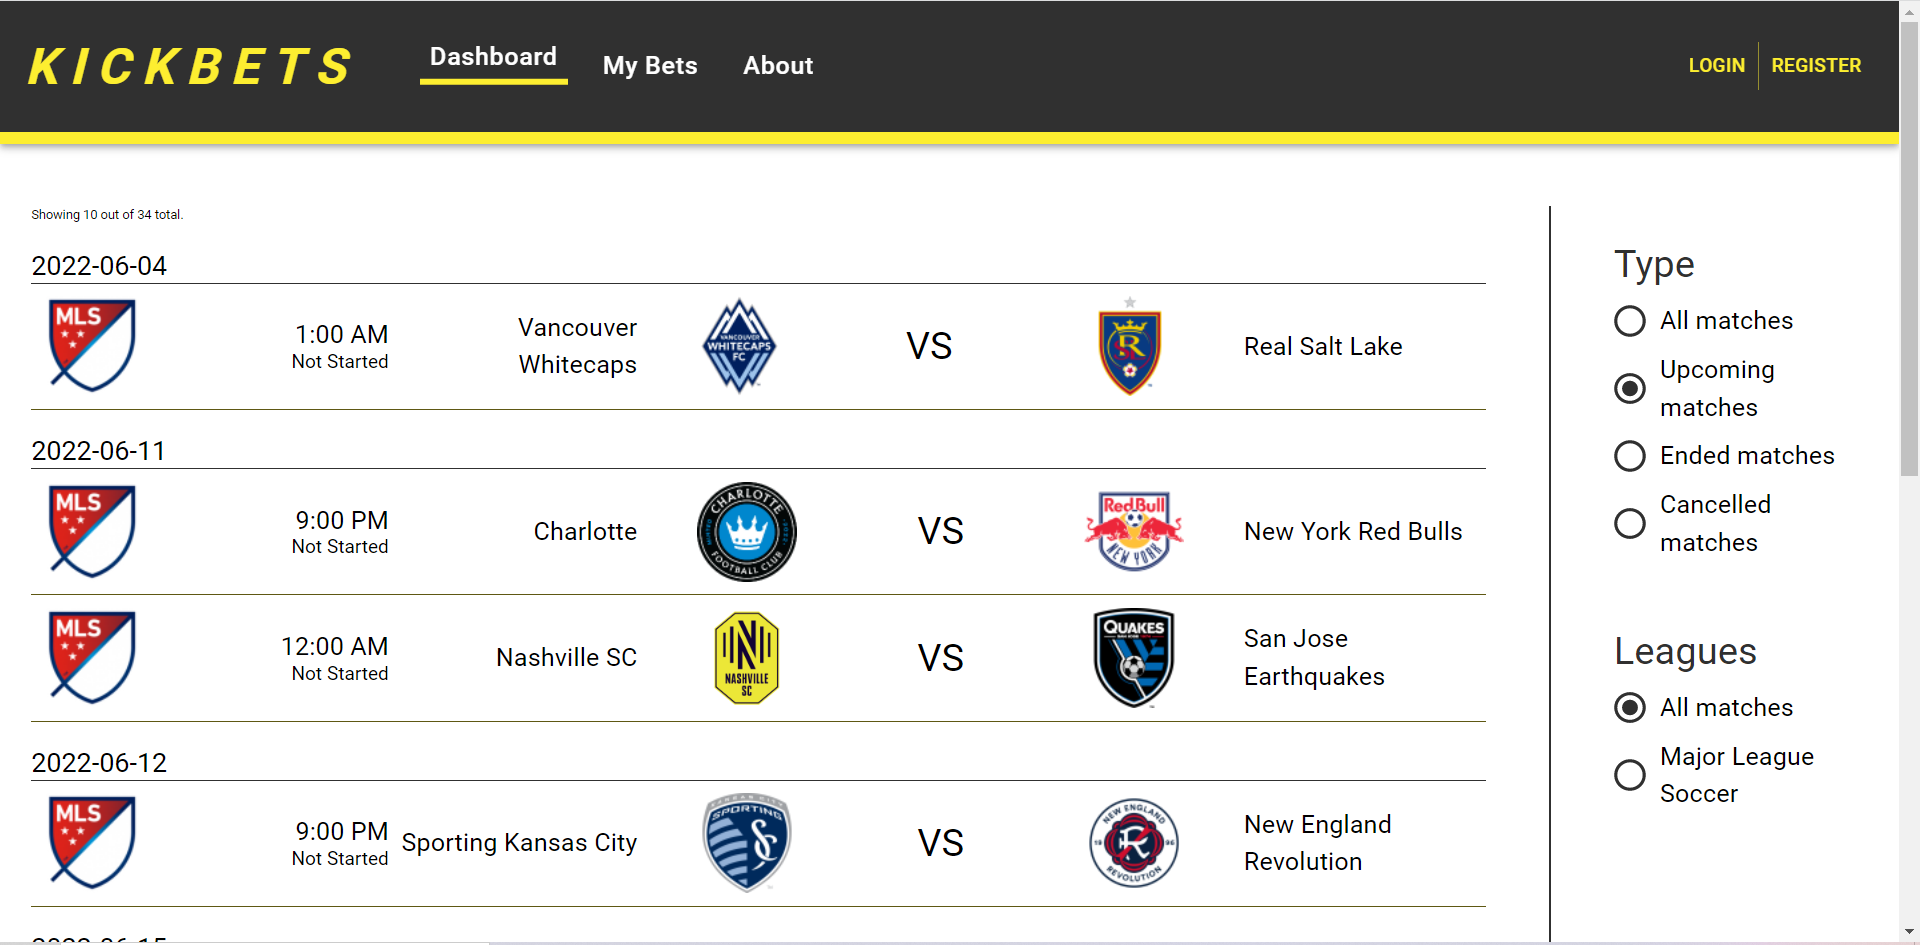 KICKBETS
Dashboard
My Bets
About
LOGIN
REGISTER
Showing 10 out of 34 total.
2022-06-04
MLS
1:00 AM
Not Started
Vancouver
Whitecaps
VANCOUVER
WHITECAPS
FC
VS
Real Salt Lake
2022-06-11
MLS
9:00 PM
Not Started
Charlotte
CHARLOTTE
FOOTBALL CLUB
VS
Red Bull
NEW YORK
New York Red Bulls
MLS
12:00 AM
Not Started
Nashville SC
N
NASHVILLE
SC
VS
QUAKES
San Jose
Earthquakes
2022-06-12
MLS
9:00 PM
Not Started
Sporting Kansas City
SPORTING
SC
VS
NEW ENGLAND
19 96
R
REVOLUTION
New England
Revolution
Type
All matches
Upcoming
matches
Ended matches
Cancelled
matches
Leagues
All matches
Major League
Soccer